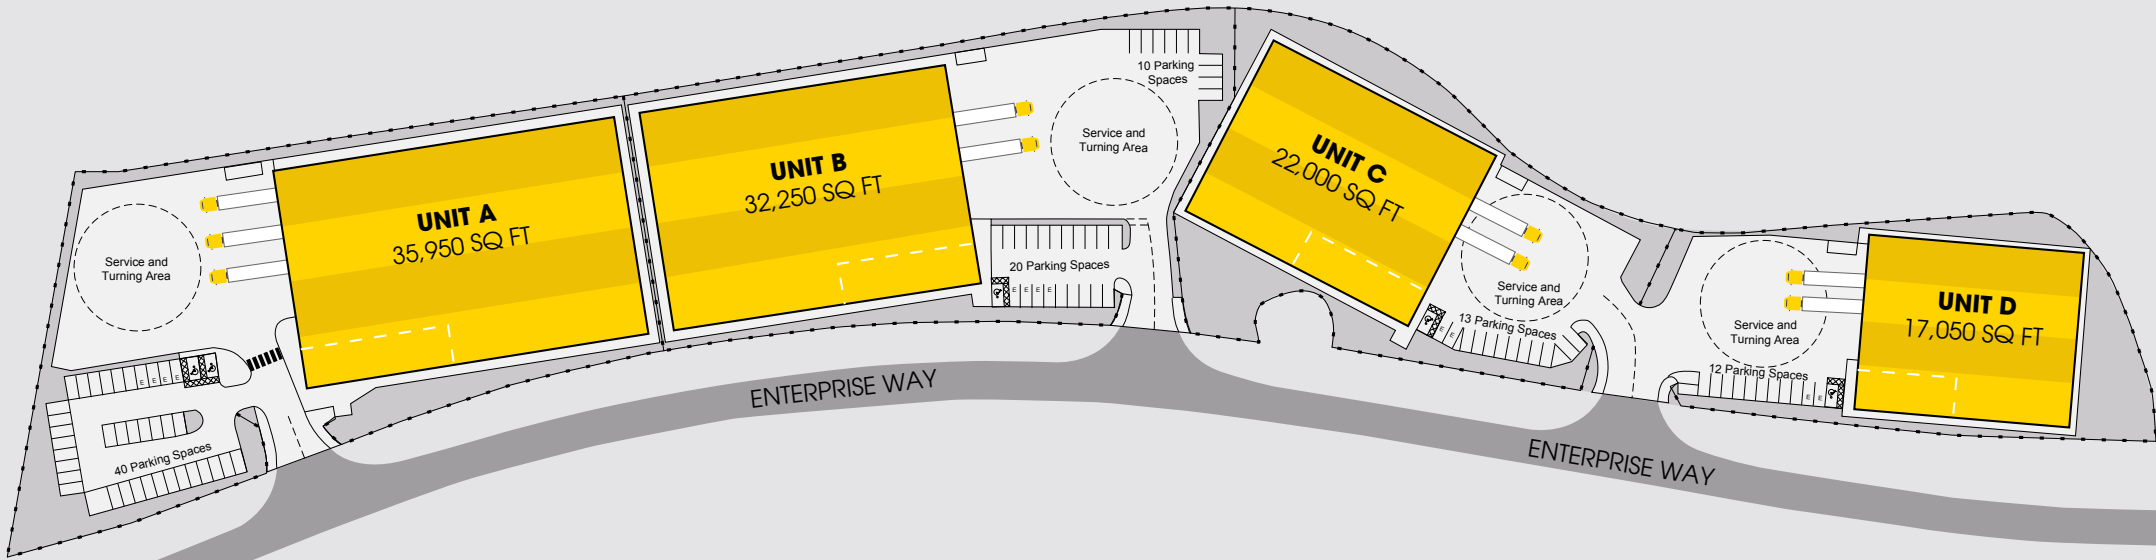 UNIT A
35,950 SQ FT
Service and
Turning Area
E E E E
40 Parking Spaces
UNIT B
32,250 SQ FT
10 Parking
Spaces
Service and
Turning Area
20 Parking Spaces
E E E E
UNIT C
22,000 SQ FT
Service and
Turning Area
13 Parking Spaces
E E
UNIT D
17,050 SQ FT
Service and
Turning Area
12 Parking Spaces
E E
ENTERPRISE WAY
ENTERPRISE WAY